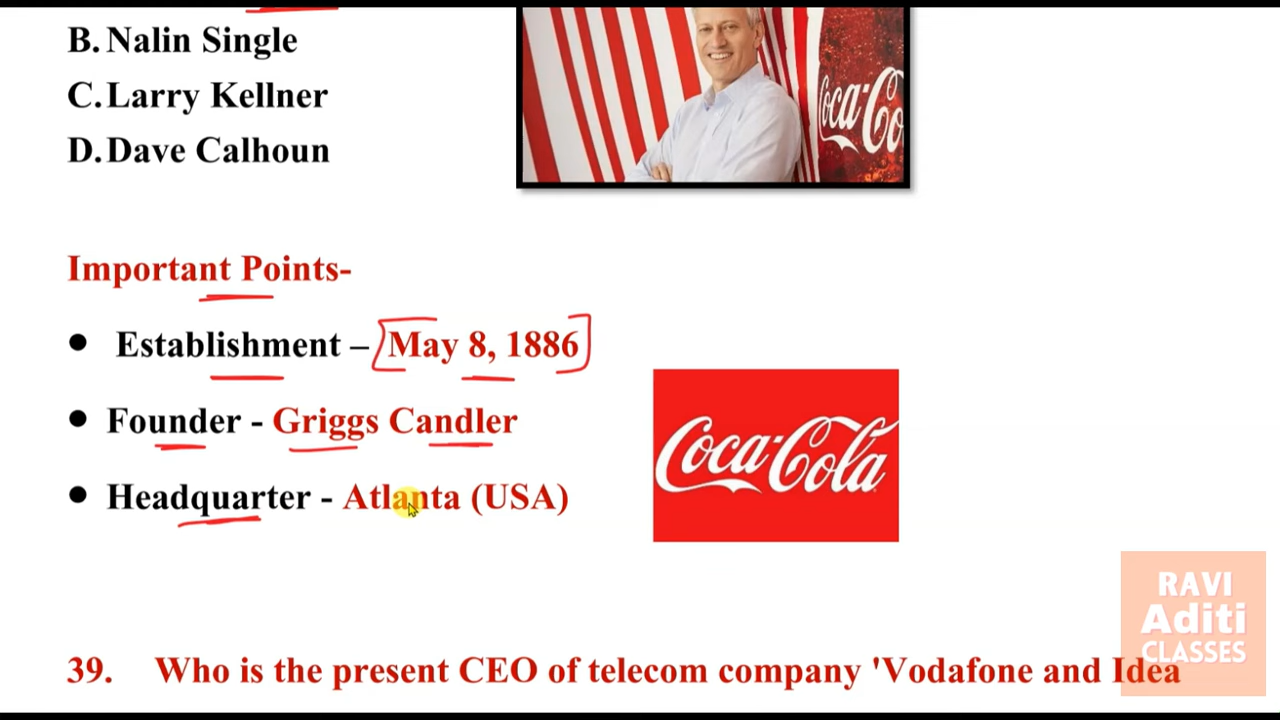 B. Nalin Single
C. Larry Kellner
D. Dave Calhoun
Coca-Co
Important Points-
● Establishment – May 8, 1886
● Founder - Griggs Candler
Coca-Cola
● Headquarter - Atlanta (USA)
RAVI
Aditi
CLASSES
39. Who is the present CEO of telecom company 'Vodafone and Idea